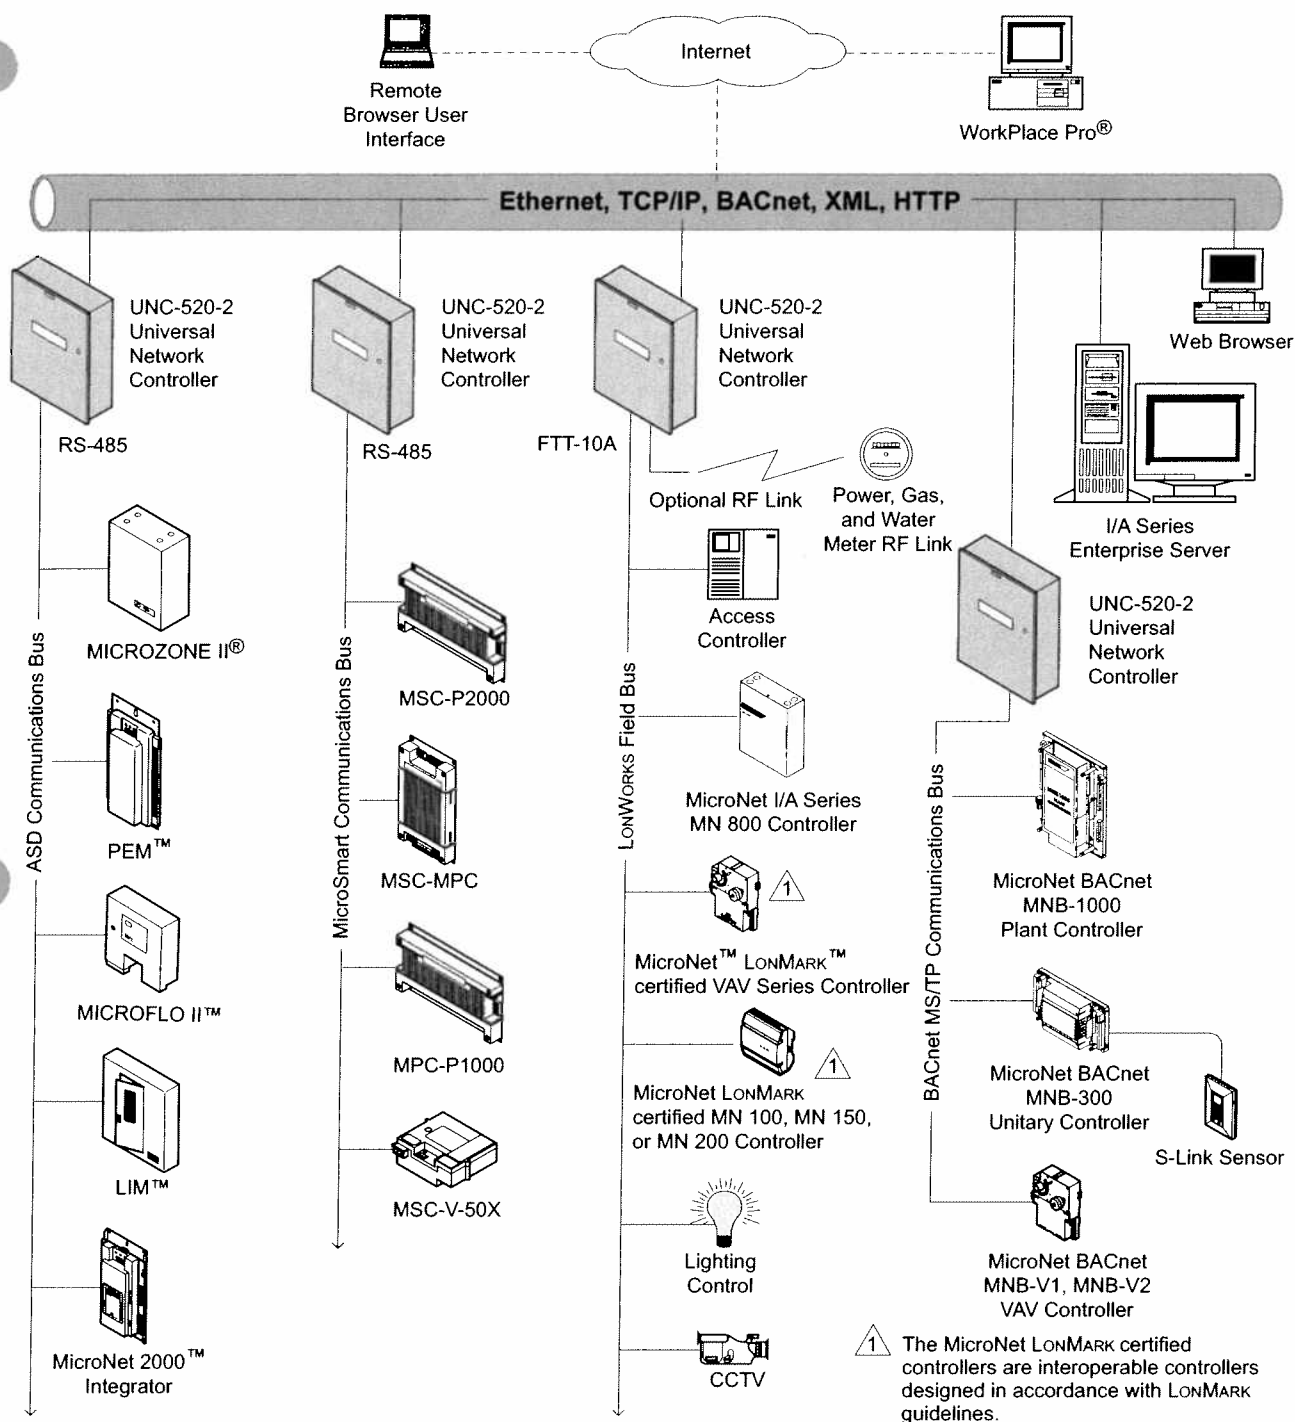 Internet
Remote
Browser User
Interface
WorkPlace Pro®
Ethernet, TCP/IP, BACnet, XML, HTTP
UNC-520-2
Universal
Network
Controller
RS-485
UNC-520-2
Universal
Network
Controller
RS-485
UNC-520-2
Universal
Network
Controller
FTT-10A
Web Browser
Optional RF Link
Power, Gas,
and Water
Meter RF Link
I/A Series
Enterprise Server
UNC-520-2
Universal
Network
Controller
ASD Communications Bus
MICROZONE II®
PEM™
MICROFLO II™
LIM™
MicroNet 2000™
Integrator
MicroSmart Communications Bus
MSC-P2000
MSC-MPC
MPC-P1000
MSC-V-50X
LONWORKS Field Bus
Access
Controller
MicroNet I/A Series
MN 800 Controller
1
MicroNet™ LONMARK™
certified VAV Series Controller
1
MicroNet LONMARK
certified MN 100, MN 150,
or MN 200 Controller
Lighting
Control
CCTV
BACnet MS/TP Communications Bus
MicroNet BACnet
MNB-1000
Plant Controller
MicroNet BACnet
MNB-300
Unitary Controller
S-Link Sensor
MicroNet BACnet
MNB-V1, MNB-V2
VAV Controller
1 The MicroNet LONMARK certified
controllers are interoperable controllers
designed in accordance with LONMARK
guidelines.